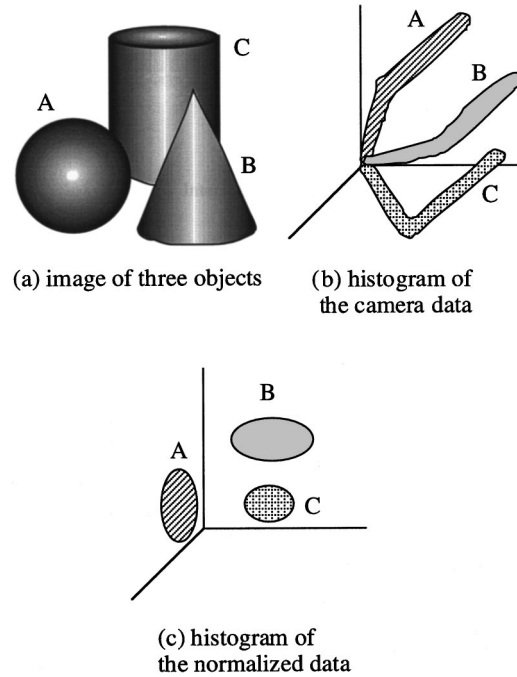 A
C
B
(a) image of three objects
A
B
C
(b) histogram of
the camera data
A
B
C
(c) histogram of
the normalized data